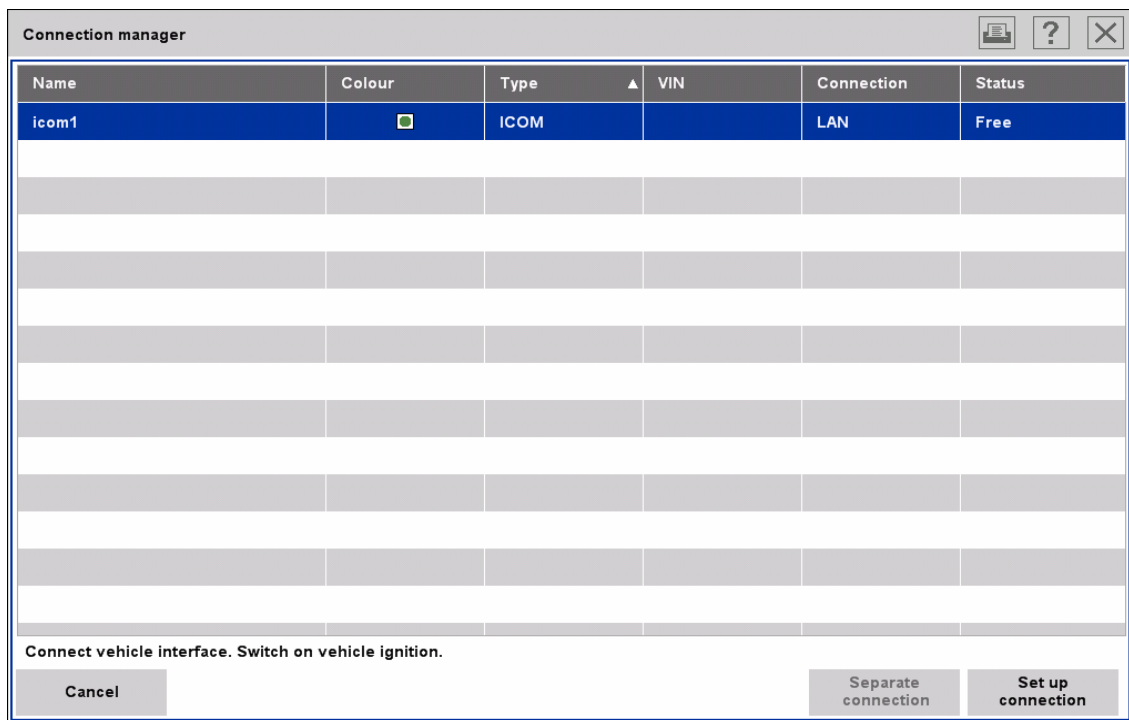 Connection manager ?
Name Colour Type ▲ VIN Connection Status
icom1 ICOM LAN Free
Connect vehicle interface. Switch on vehicle ignition.
Cancel
Separate
connection
Set up
connection